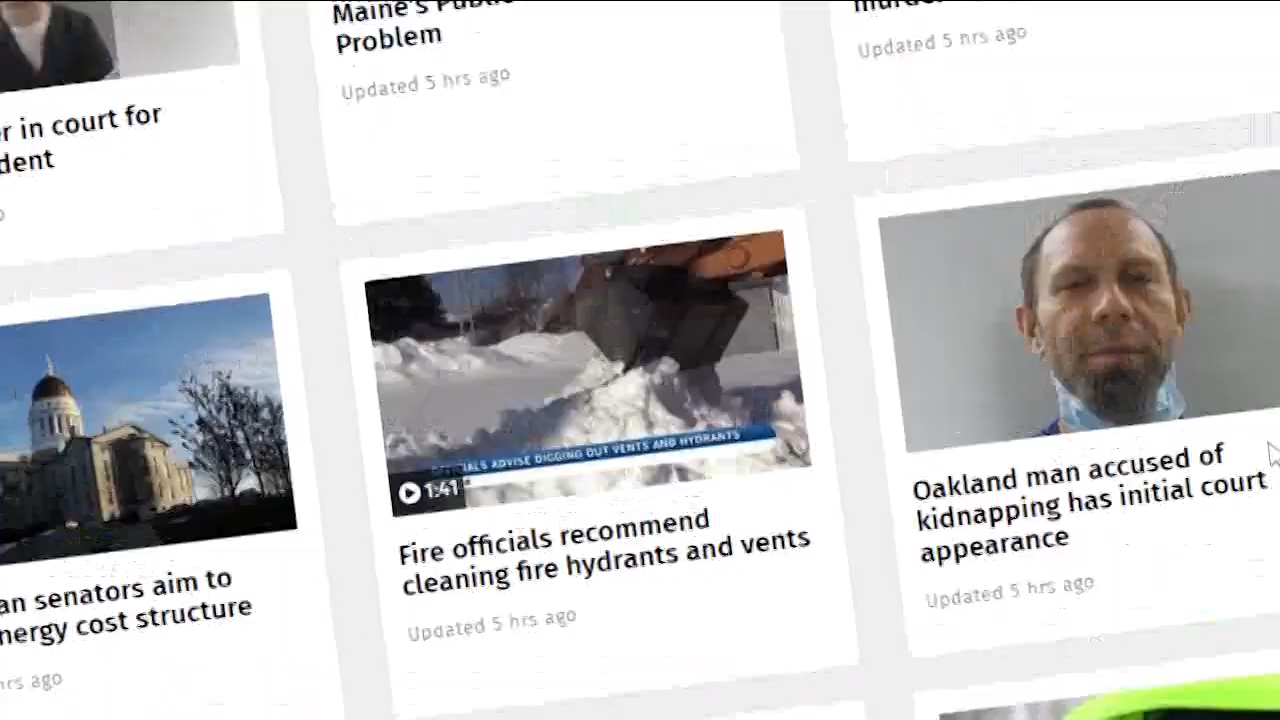 Maine's Public
Problem
Updated 5 hrs ago
Updated 5 hrs ago
r in court for
dent
IALS ADVISE DIGGING OUT VENTS AND HYDRANTS
1:41
Fire officials recommend
cleaning fire hydrants and vents
Updated 5 hrs ago
Oakland man accused of
kidnapping has initial court
appearance
Updated 5 hrs ago
an senators aim to
nergy cost structure
hrs ago